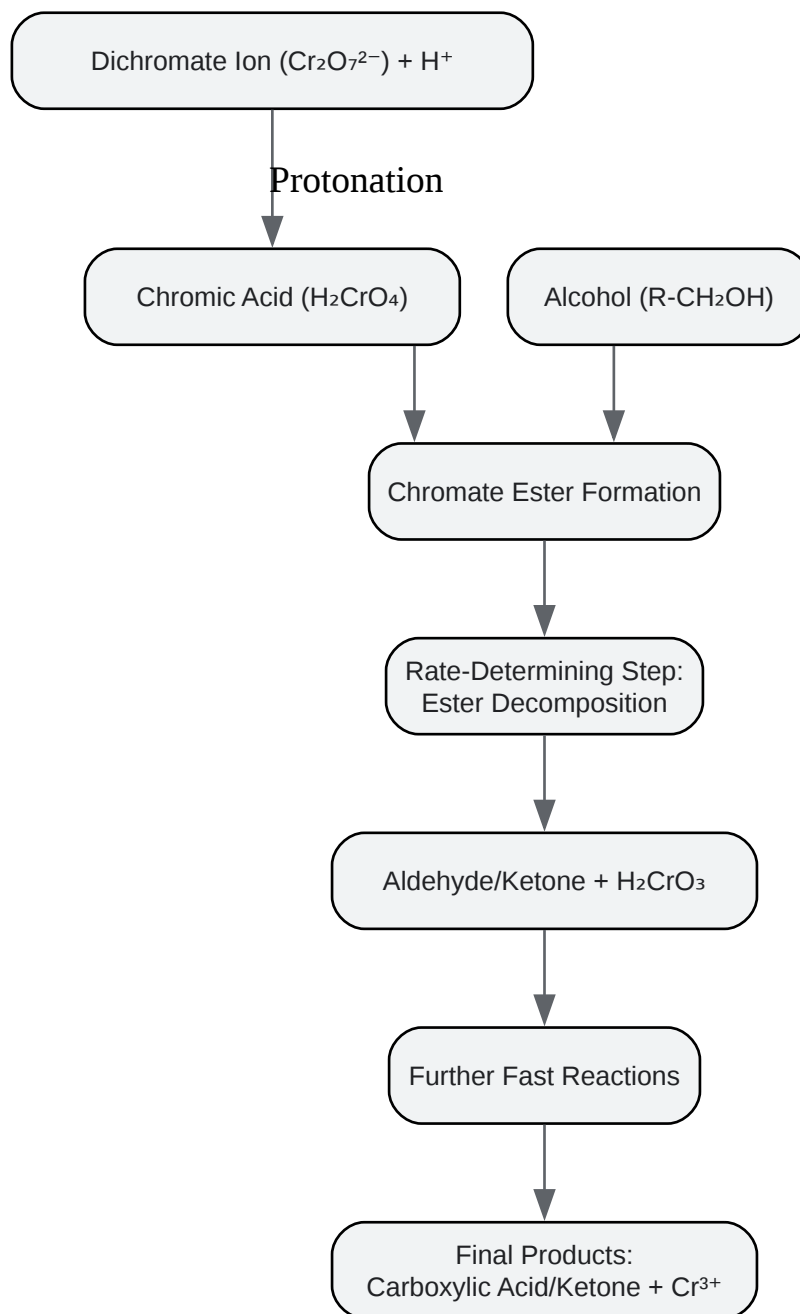 Dichromate Ion (Cr₂O₇²⁻) + H⁺
Protonation
Chromic Acid (H₂CrO₄)
Alcohol (R-CH₂OH)
Chromate Ester Formation
Rate-Determining Step:
Ester Decomposition
Aldehyde/Ketone + H₂CrO₃
Further Fast Reactions
Final Products:
Carboxylic Acid/Ketone + Cr³⁺